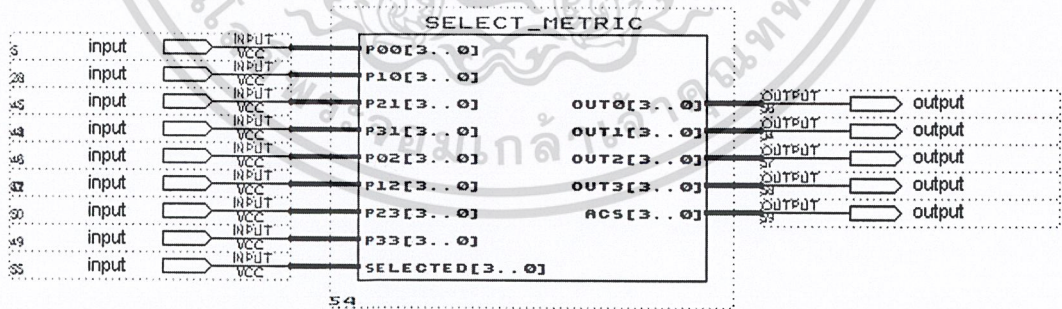 SELECT_METRIC
input INPUT VCC P00[3..0]
input INPUT VCC P10[3..0]
input INPUT VCC P21[3..0] OUT0[3..0] OUTPUT output
input INPUT VCC P31[3..0] OUT1[3..0] OUTPUT output
input INPUT VCC P02[3..0] OUT2[3..0] OUTPUT output
input INPUT VCC P12[3..0] OUT3[3..0] OUTPUT output
input INPUT VCC P23[3..0] ACS[3..0] OUTPUT output
input INPUT VCC P33[3..0]
input INPUT VCC SELECTED[3..0]
54